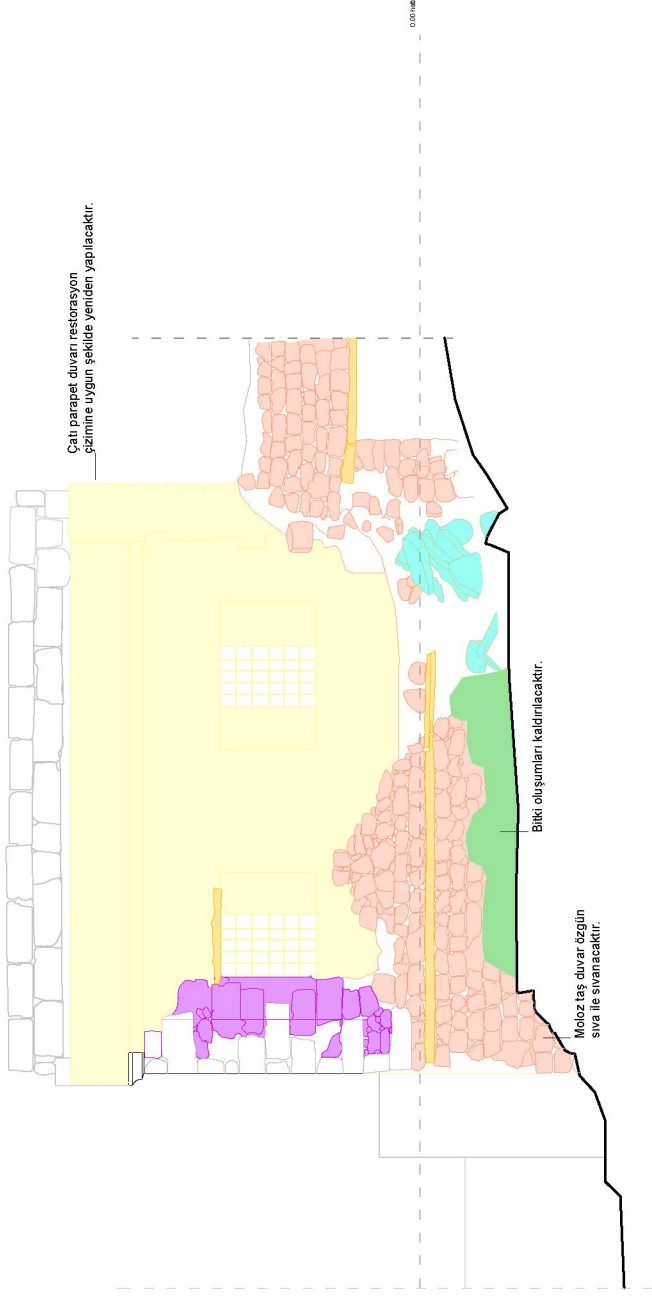 0.00 hattı
Çatı parapet duvarı restorasyon
çizimine uygun şekilde yeniden yapılacaktır.
Bitki oluşumları kaldırılacaktır.
Moloz taş duvar özgün
sıva ile sıvanacaktır.